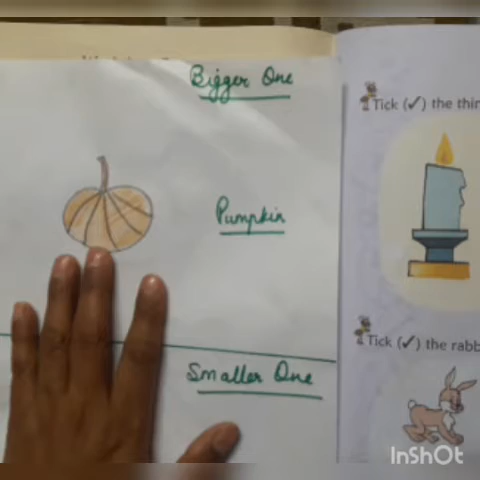 Bigger One
Pumpkin
Smaller One
Tick (✓) the thin
Tick (✓) the rabb
InShOt